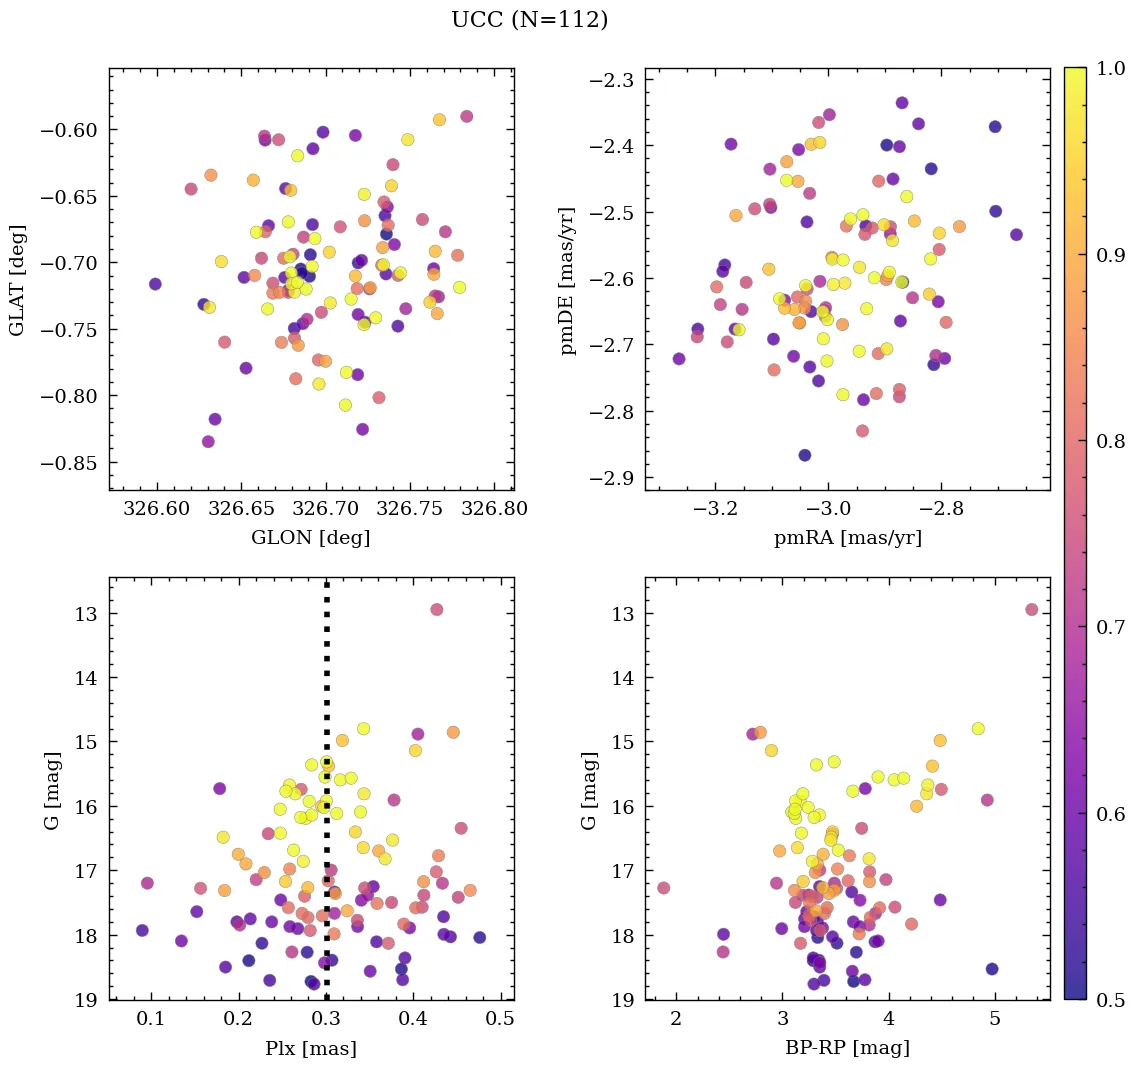 UCC (N=112)
−0.60
−0.65
−0.70
−0.75
−0.80
−0.85
GLAT [deg]
326.60 326.65 326.70 326.75 326.80
GLON [deg]
−2.3
−2.4
−2.5
−2.6
−2.7
−2.8
−2.9
pmDE [mas/yr]
−3.2 −3.0 −2.8
pmRA [mas/yr]
13
14
15
16
17
18
19
G [mag]
0.1 0.2 0.3 0.4 0.5
Plx [mas]
13
14
15
16
17
18
19
G [mag]
2 3 4 5
BP-RP [mag]
1.0
0.9
0.8
0.7
0.6
0.5